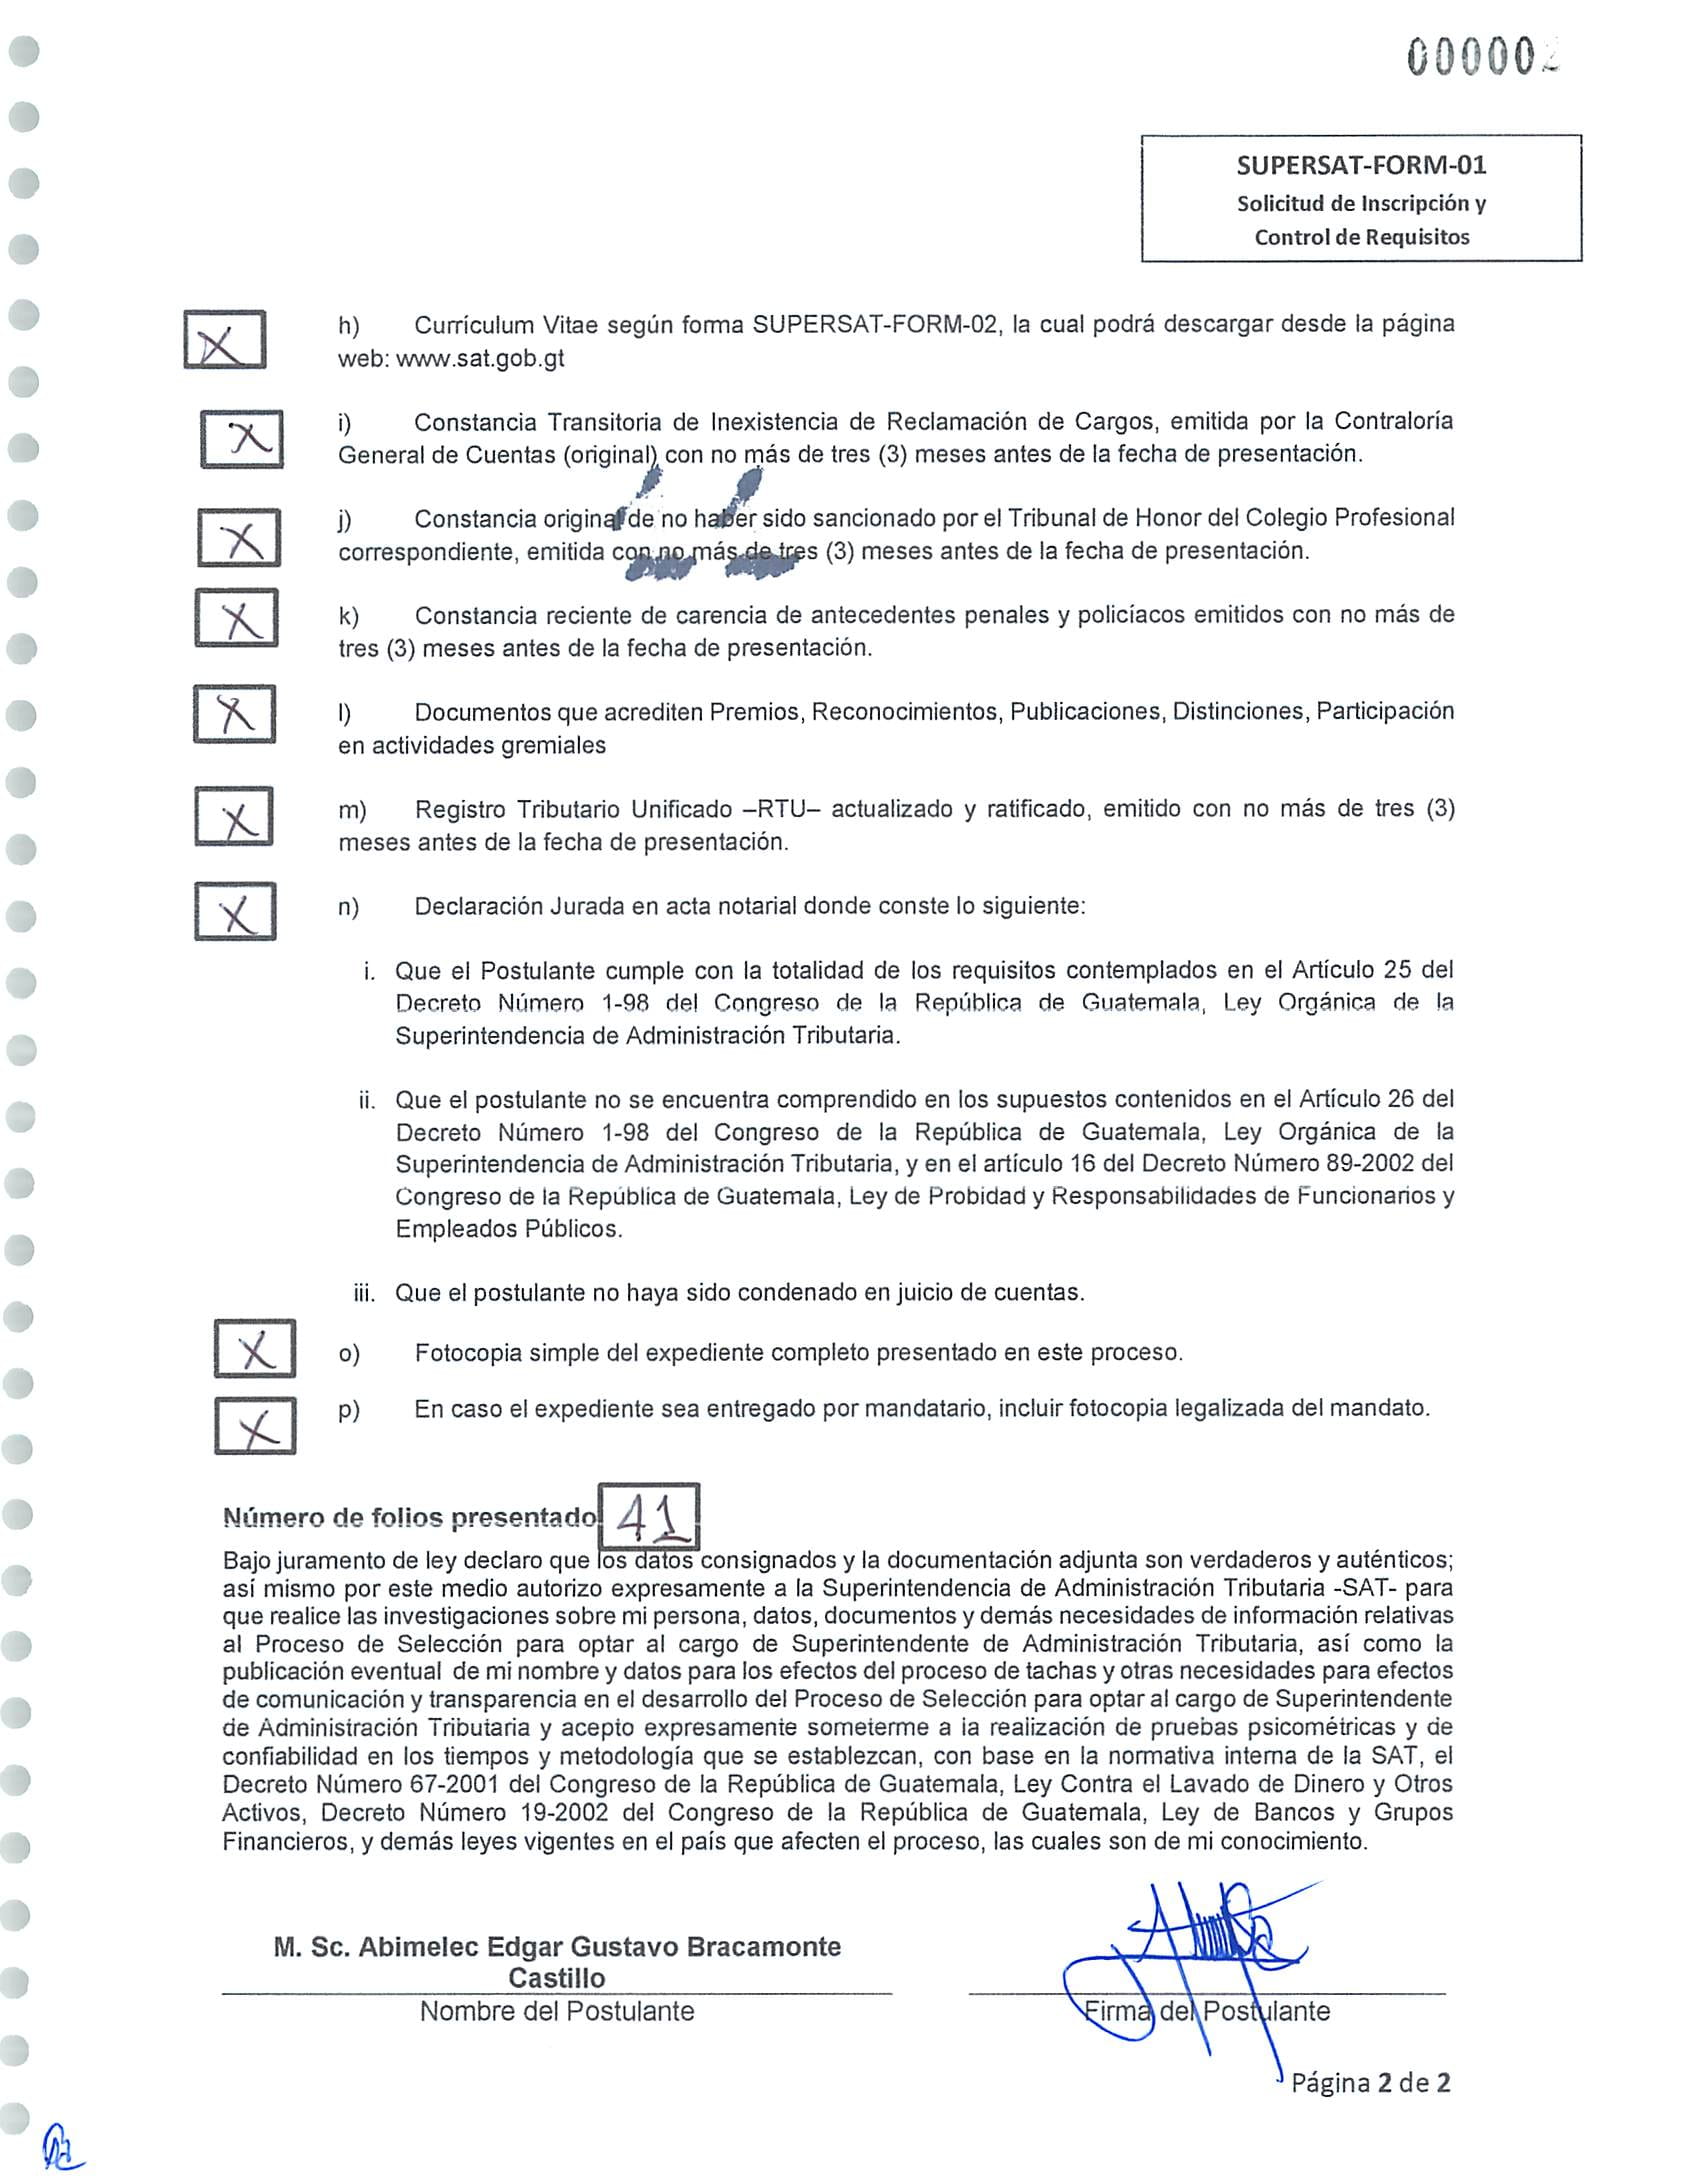 000002
SUPERSAT-FORM-01
Solicitud de Inscripción y
Control de Requisitos
X h) Currículum Vitae según forma SUPERSAT-FORM-02, la cual podrá descargar desde la página
web: www.sat.gob.gt
X i) Constancia Transitoria de Inexistencia de Reclamación de Cargos, emitida por la Contraloría
General de Cuentas (original) con no más de tres (3) meses antes de la fecha de presentación.
X j) Constancia original de no haber sido sancionado por el Tribunal de Honor del Colegio Profesional
correspondiente, emitida con no más de tres (3) meses antes de la fecha de presentación.
X k) Constancia reciente de carencia de antecedentes penales y policíacos emitidos con no más de
tres (3) meses antes de la fecha de presentación.
X l) Documentos que acrediten Premios, Reconocimientos, Publicaciones, Distinciones, Participación
en actividades gremiales
X m) Registro Tributario Unificado –RTU– actualizado y ratificado, emitido con no más de tres (3)
meses antes de la fecha de presentación.
X n) Declaración Jurada en acta notarial donde conste lo siguiente:
i. Que el Postulante cumple con la totalidad de los requisitos contemplados en el Artículo 25 del
Decreto Número 1-98 del Congreso de la República de Guatemala, Ley Orgánica de la
Superintendencia de Administración Tributaria.
ii. Que el postulante no se encuentra comprendido en los supuestos contenidos en el Artículo 26 del
Decreto Número 1-98 del Congreso de la República de Guatemala, Ley Orgánica de la
Superintendencia de Administración Tributaria, y en el artículo 16 del Decreto Número 89-2002 del
Congreso de la República de Guatemala, Ley de Probidad y Responsabilidades de Funcionarios y
Empleados Públicos.
iii. Que el postulante no haya sido condenado en juicio de cuentas.
X o) Fotocopia simple del expediente completo presentado en este proceso.
X p) En caso el expediente sea entregado por mandatario, incluir fotocopia legalizada del mandato.
Número de folios presentado 41
Bajo juramento de ley declaro que los datos consignados y la documentación adjunta son verdaderos y auténticos;
así mismo por este medio autorizo expresamente a la Superintendencia de Administración Tributaria -SAT- para
que realice las investigaciones sobre mi persona, datos, documentos y demás necesidades de información relativas
al Proceso de Selección para optar al cargo de Superintendente de Administración Tributaria, así como la
publicación eventual de mi nombre y datos para los efectos del proceso de tachas y otras necesidades para efectos
de comunicación y transparencia en el desarrollo del Proceso de Selección para optar al cargo de Superintendente
de Administración Tributaria y acepto expresamente someterme a la realización de pruebas psicométricas y de
confiabilidad en los tiempos y metodología que se establezcan, con base en la normativa interna de la SAT, el
Decreto Número 67-2001 del Congreso de la República de Guatemala, Ley Contra el Lavado de Dinero y Otros
Activos, Decreto Número 19-2002 del Congreso de la República de Guatemala, Ley de Bancos y Grupos
Financieros, y demás leyes vigentes en el país que afecten el proceso, las cuales son de mi conocimiento.
M. Sc. Abimelec Edgar Gustavo Bracamonte
Castillo
Nombre del Postulante
Firma del Postulante
Página 2 de 2